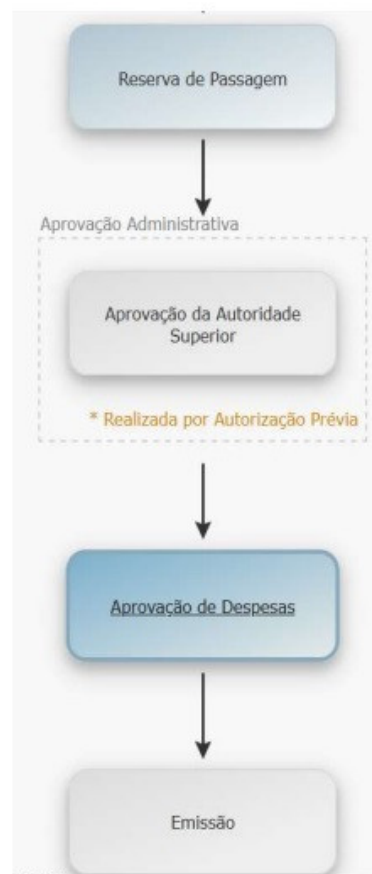 Reserva de Passagem
Aprovação Administrativa
Aprovação da Autoridade
Superior
* Realizada por Autorização Prévia
Aprovação de Despesas
Emissão